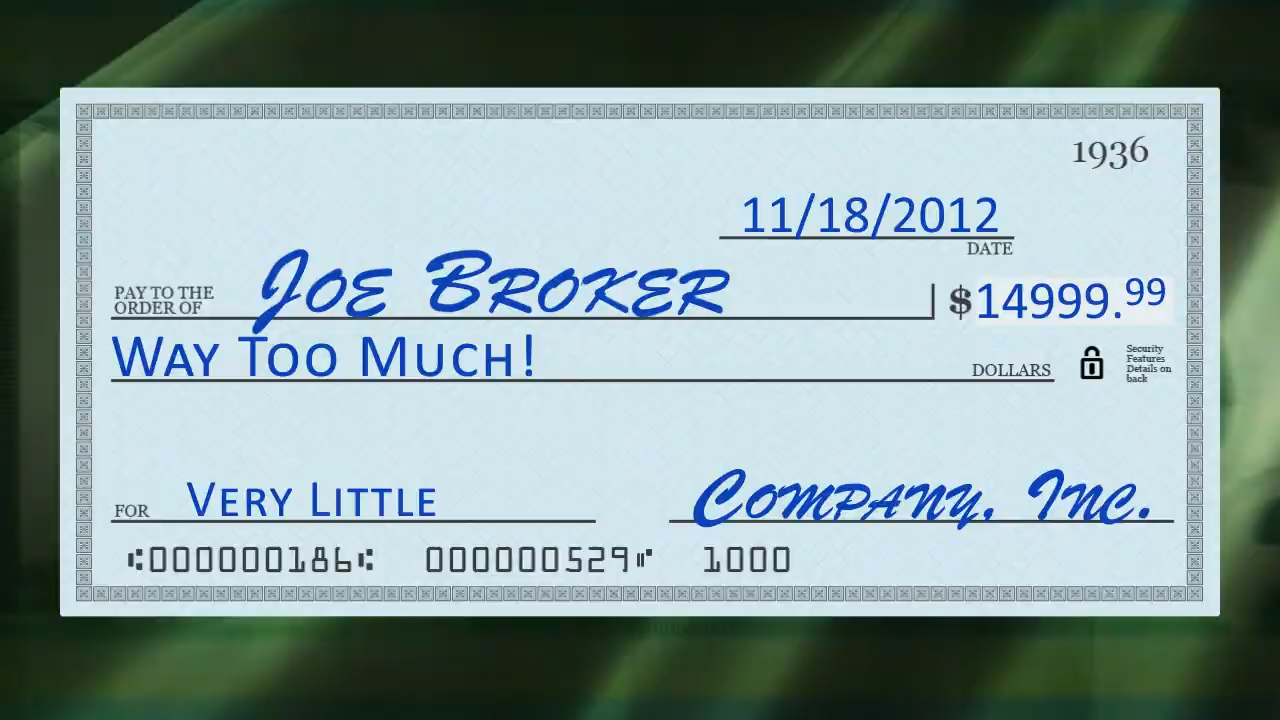 1936
11/18/2012
DATE
PAY TO THE
ORDER OF
JOE BROKER
$14999.99
WAY TOO MUCH!
DOLLARS
Security
Features
Details on
back
FOR
VERY LITTLE
COMPANY, INC.
⑆000000186⑆ 000000529⑈ 1000